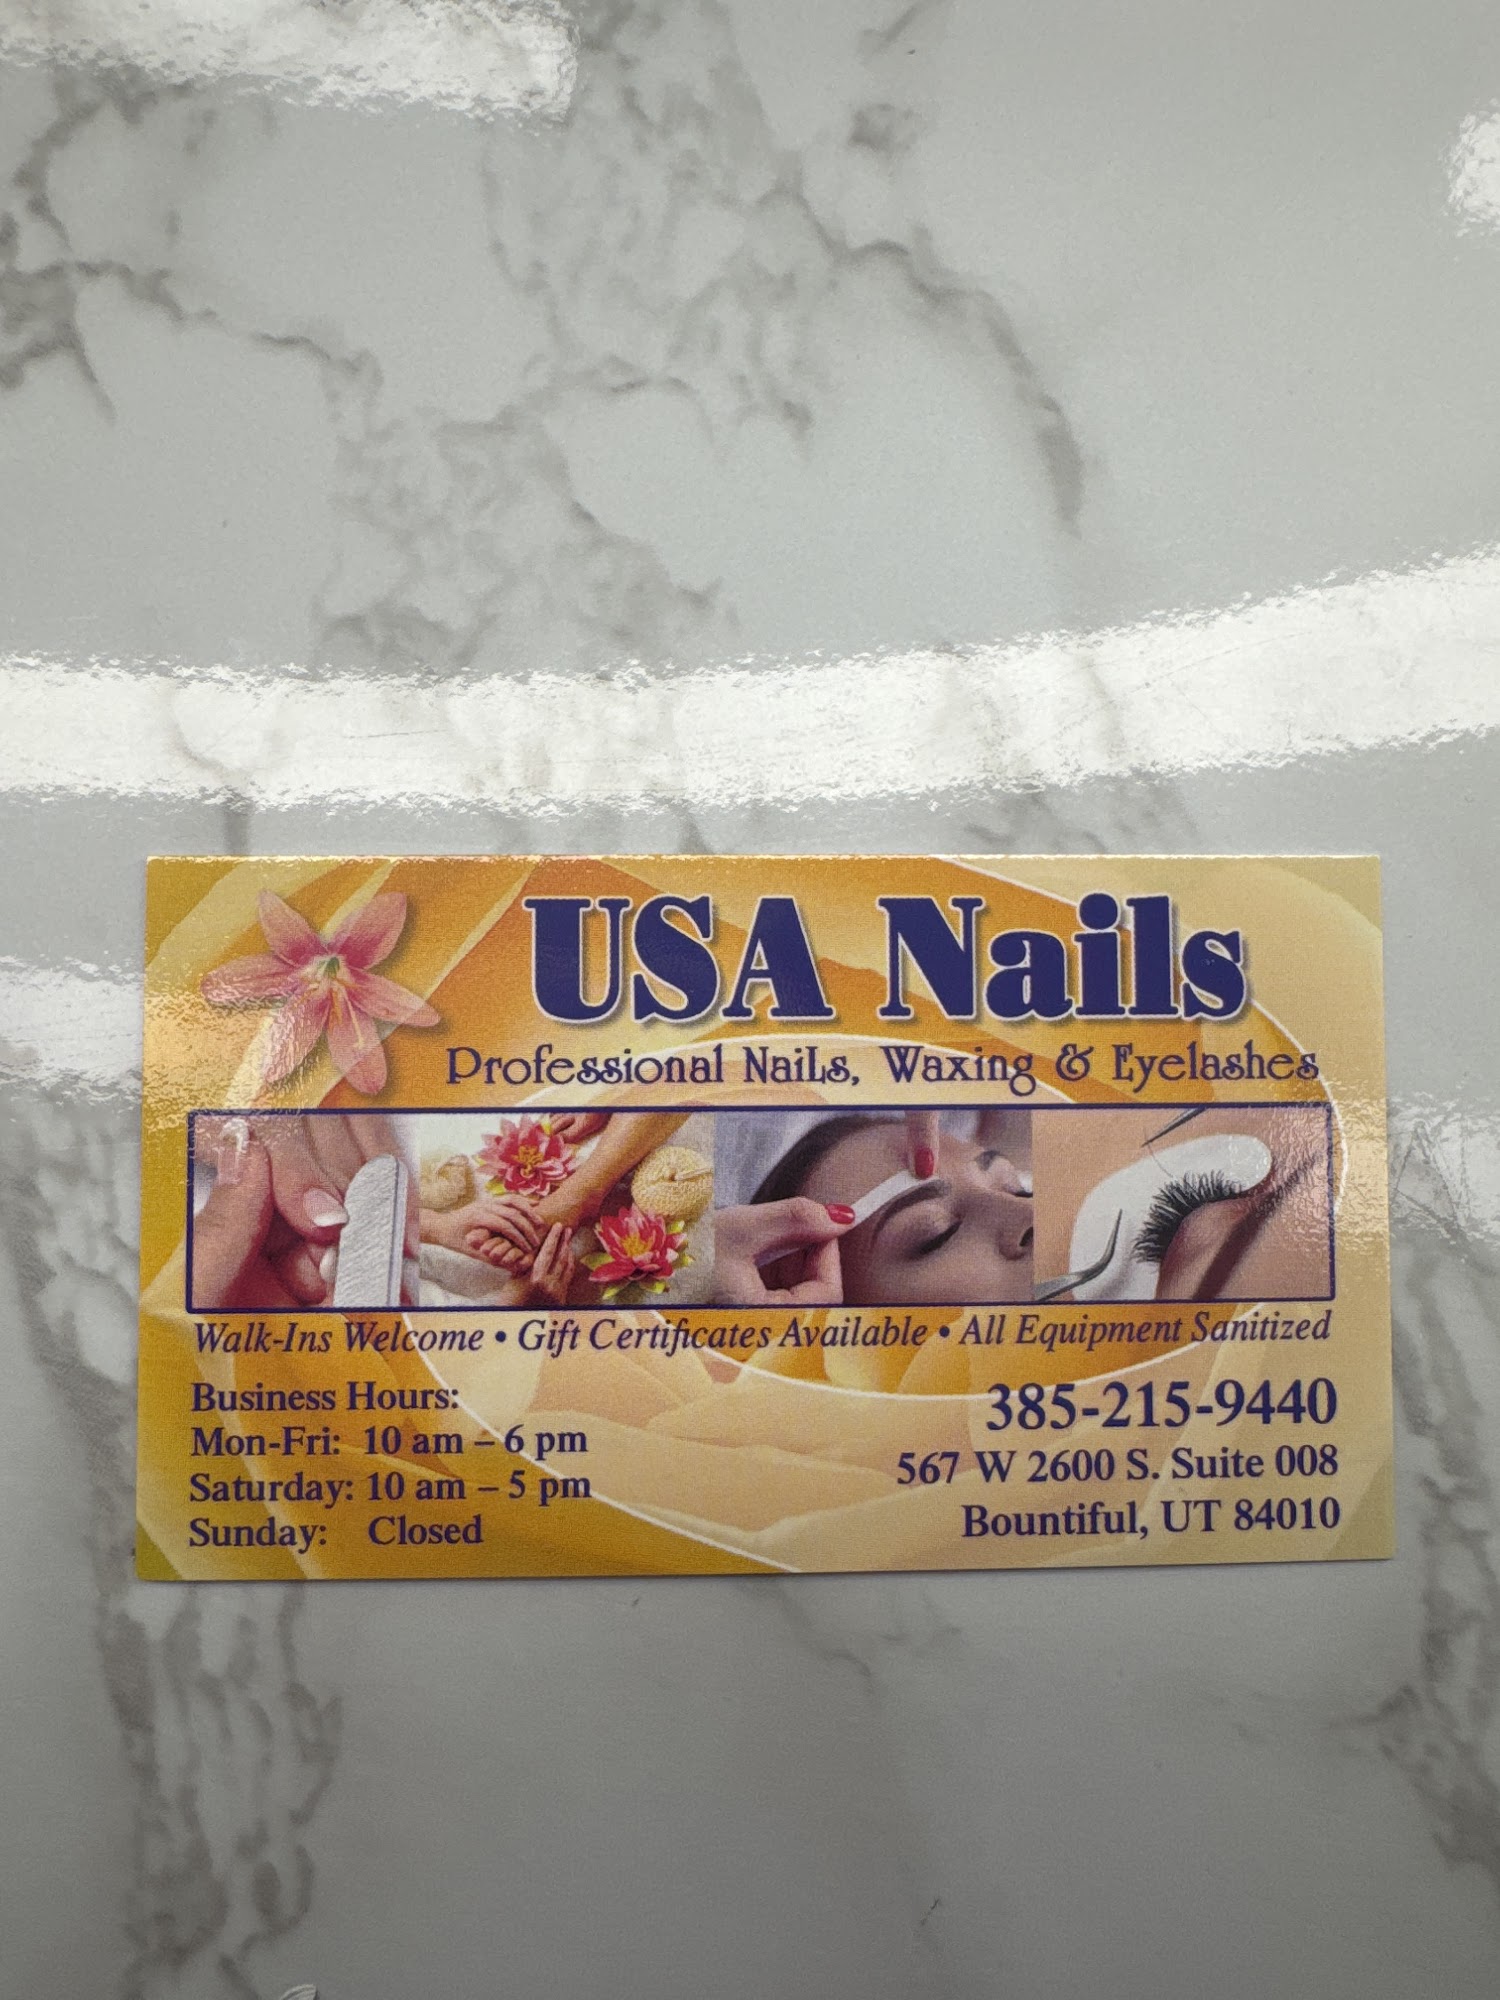 USA Nails
Professional Nails, Waxing & Eyelashes
Walk-Ins Welcome • Gift Certificates Available • All Equipment Sanitized
Business Hours:
Mon-Fri: 10 am – 6 pm
Saturday: 10 am – 5 pm
Sunday: Closed
385-215-9440
567 W 2600 S. Suite 008
Bountiful, UT 84010